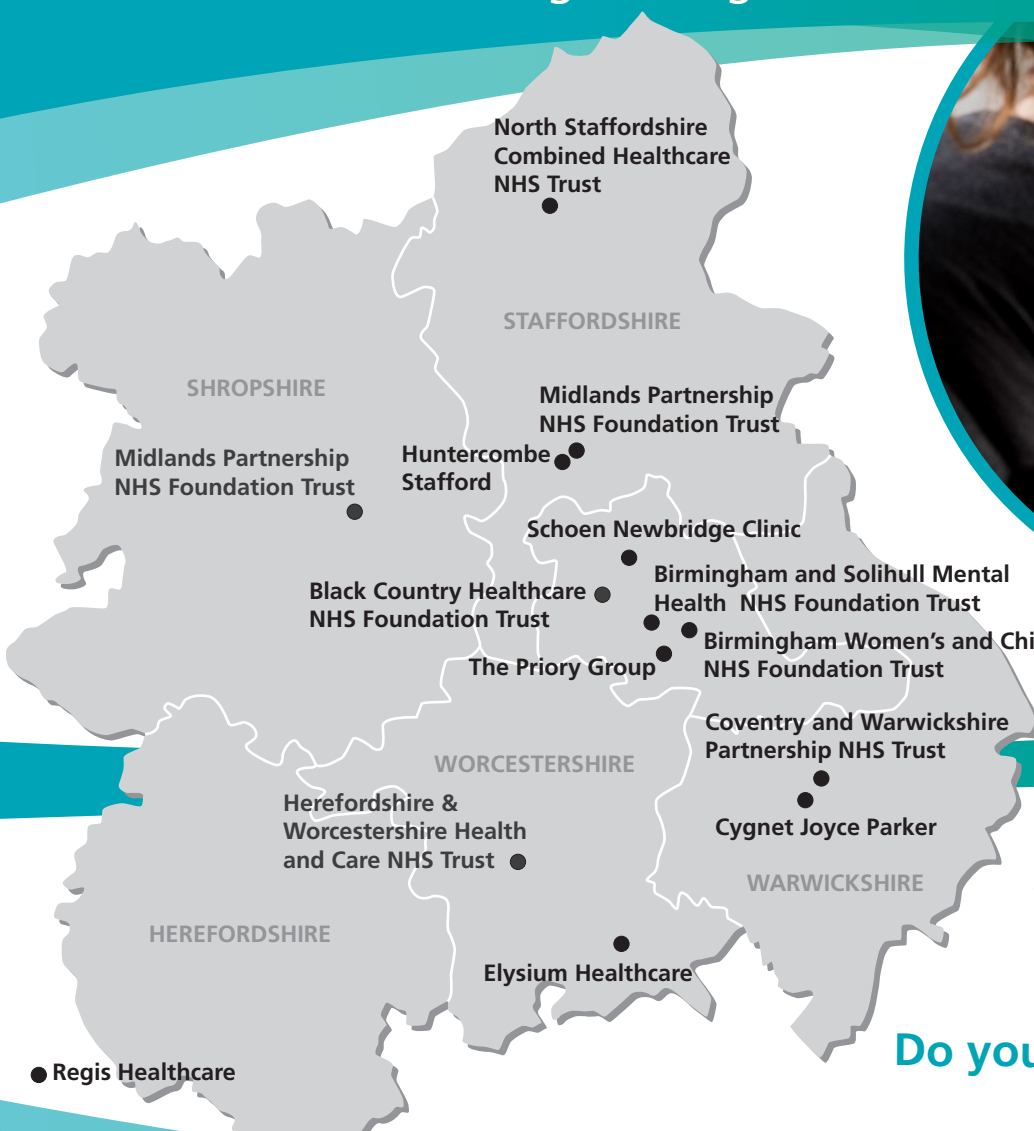 North Staffordshire
Combined Healthcare
NHS Trust
STAFFORDSHIRE
SHROPSHIRE
Midlands Partnership
NHS Foundation Trust
Huntercombe
Stafford
Midlands Partnership
NHS Foundation Trust
Schoen Newbridge Clinic
Black Country Healthcare
NHS Foundation Trust
Birmingham and Solihull Mental
Health NHS Foundation Trust
Birmingham Women's and Chi
NHS Foundation Trust
The Priory Group
Coventry and Warwickshire
Partnership NHS Trust
WORCESTERSHIRE
Herefordshire &
Worcestershire Health
and Care NHS Trust
Cygnet Joyce Parker
WARWICKSHIRE
HEREFORDSHIRE
Elysium Healthcare
Do you
Regis Healthcare